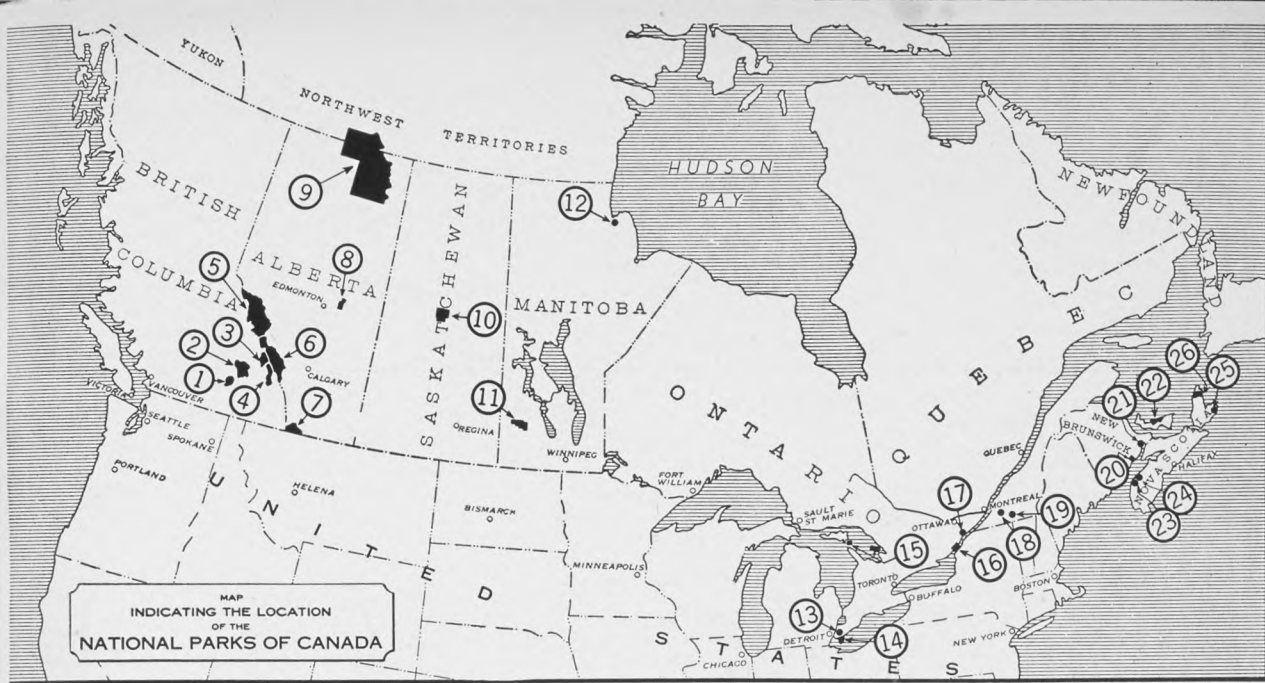 YUKON
NORTHWEST TERRITORIES
HUDSON
BAY
NEWFOUNDLAND
BRITISH
COLUMBIA
ALBERTA
EDMONTON
SASKATCHEWAN
MANITOBA
ONTARIO
QUEBEC
9
12
8
5
3
6
2
1
4
7
10
11
CALGARY
VICTORIA
VANCOUVER
SEATTLE
SPOKANE
PORTLAND
HELENA
REGINA
WINNIPEG
BISMARCK
MINNEAPOLIS
FORT
WILLIAM
SAULT
ST MARIE
QUEBEC
MONTREAL
OTTAWA
TORONTO
BUFFALO
BOSTON
NEW YORK
DETROIT
CHICAGO
NEW
BRUNSWICK
NOVA SCO
HALIFAX
26
25
22
21
20
24
23
17
19
18
16
15
13
14
UNITED
STATES
MAP
INDICATING THE LOCATION
OF THE
NATIONAL PARKS OF CANADA